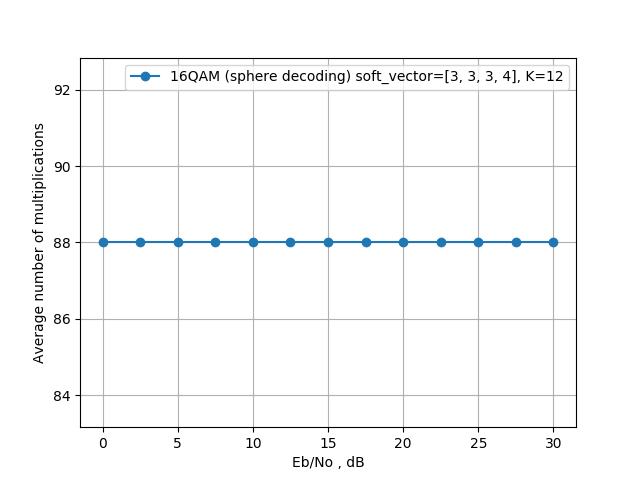 16QAM (sphere decoding) soft_vector=[3, 3, 3, 4], K=12
92
90
88
86
84
Average number of multiplications
0 5 10 15 20 25 30
Eb/No , dB